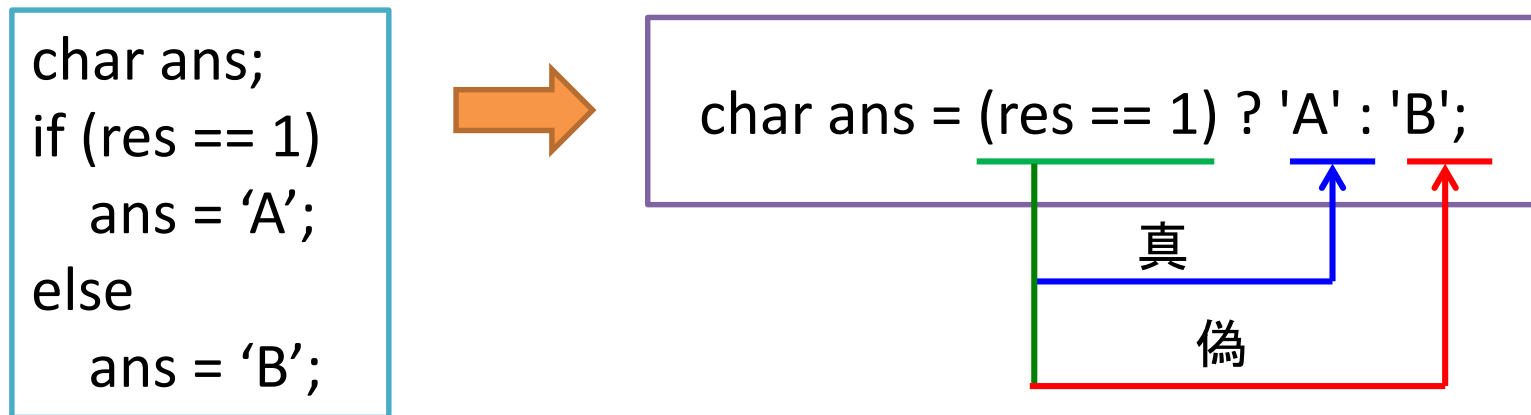 char ans;
if (res == 1)
ans = ‘A’;
else
ans = ‘B’;
char ans = (res == 1) ? 'A' : 'B';
真
偽